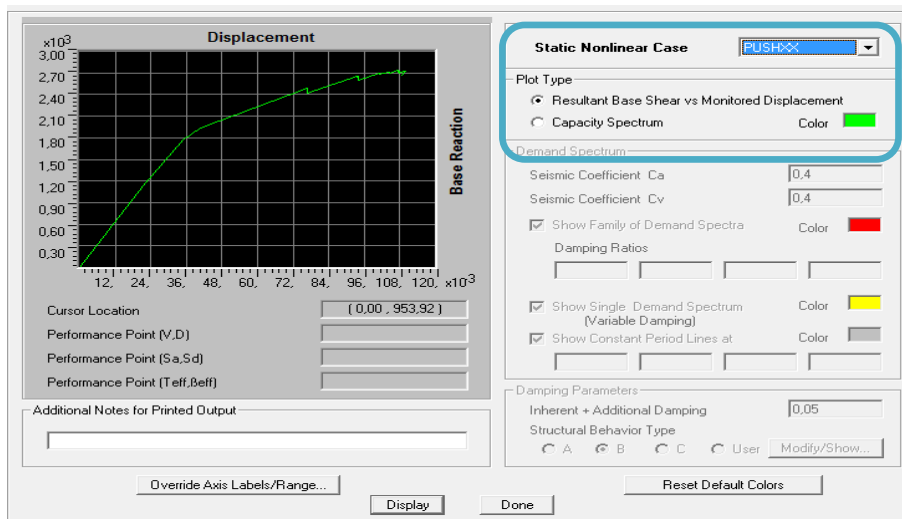 Displacement
x10³
3,00
2,70
2,40
2,10
1,80
1,50
1,20
0,90
0,60
0,30
Base Reaction
12, 24, 36, 48, 60, 72, 84, 96, 108, 120, x10-³
Cursor Location ( 0,00 , 953,92 )
Performance Point (V,D)
Performance Point (Sa,Sd)
Performance Point (Teff,ßeff)
Additional Notes for Printed Output
Override Axis Labels/Range...
Static Nonlinear Case PUSHXX
Plot Type
Resultant Base Shear vs Monitored Displacement
Capacity Spectrum Color
Demand Spectrum
Seismic Coefficient Ca 0,4
Seismic Coefficient Cv 0,4
Show Family of Demand Spectra Color
Damping Ratios
Show Single Demand Spectrum Color
(Variable Damping)
Show Constant Period Lines at Color
Damping Parameters
Inherent + Additional Damping 0,05
Structural Behavior Type
A B C User Modify/Show...
Reset Default Colors
Display Done